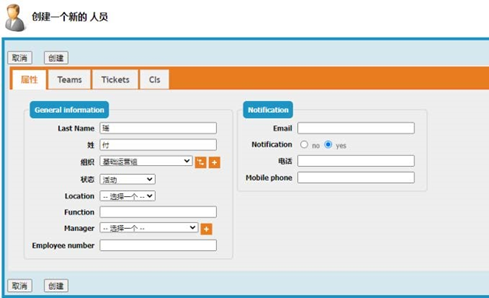 创建一个新的 人员
取消 创建
属性 Teams Tickets CIs
General information
Last Name 瑞
姓 付
组织 基础运营组
状态 活动
Location -- 选择一个 --
Function
Manager -- 选择一个 --
Employee number
Notification
Email
Notification no yes
电话
Mobile phone
取消 创建